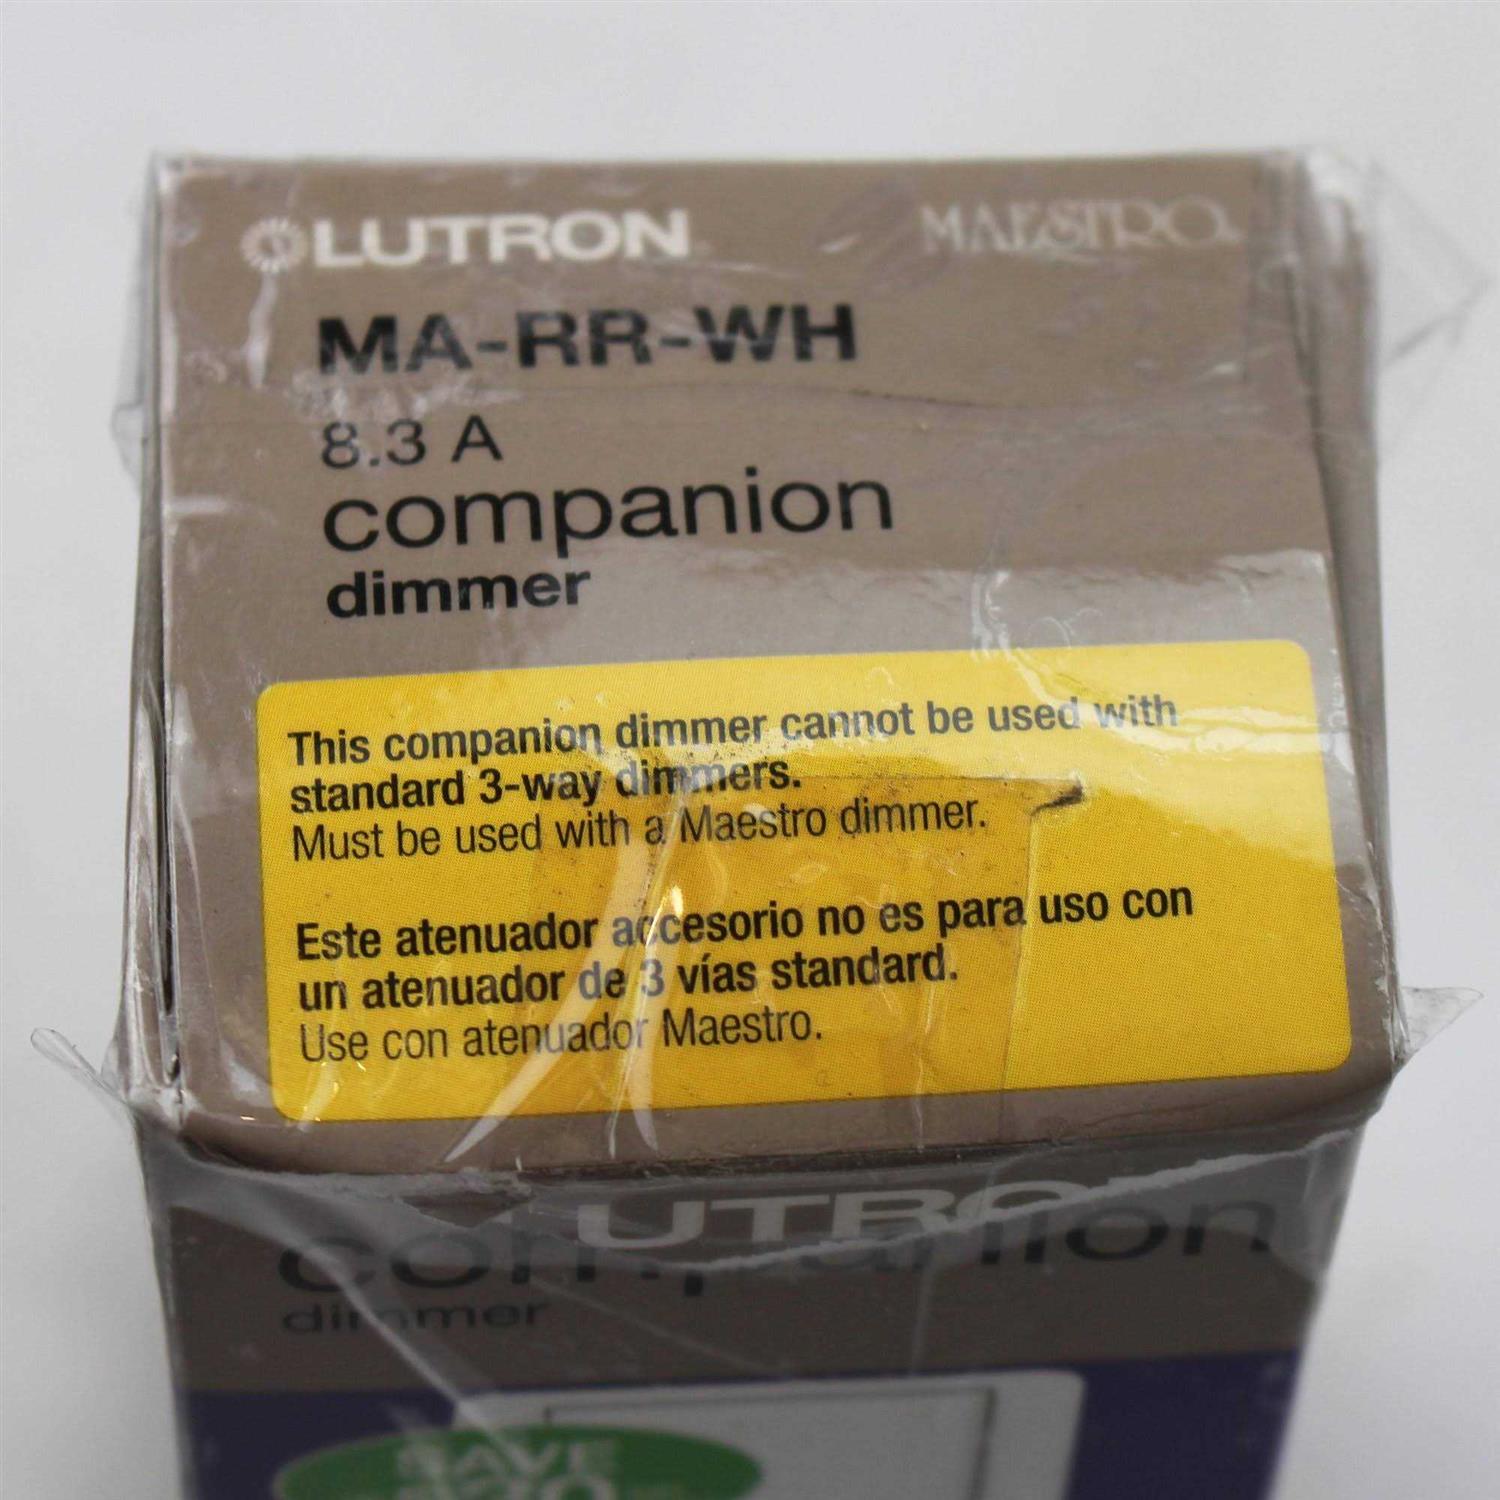 LUTRON
MAESTRO
MA-RR-WH
8.3 A
companion
dimmer
This companion dimmer cannot be used with
standard 3-way dimmers.
Must be used with a Maestro dimmer.
Este atenuador accesorio no es para uso con
un atenuador de 3 vías standard.
Use con atenuador Maestro.
LUTRON
companion
dimmer
SAVE